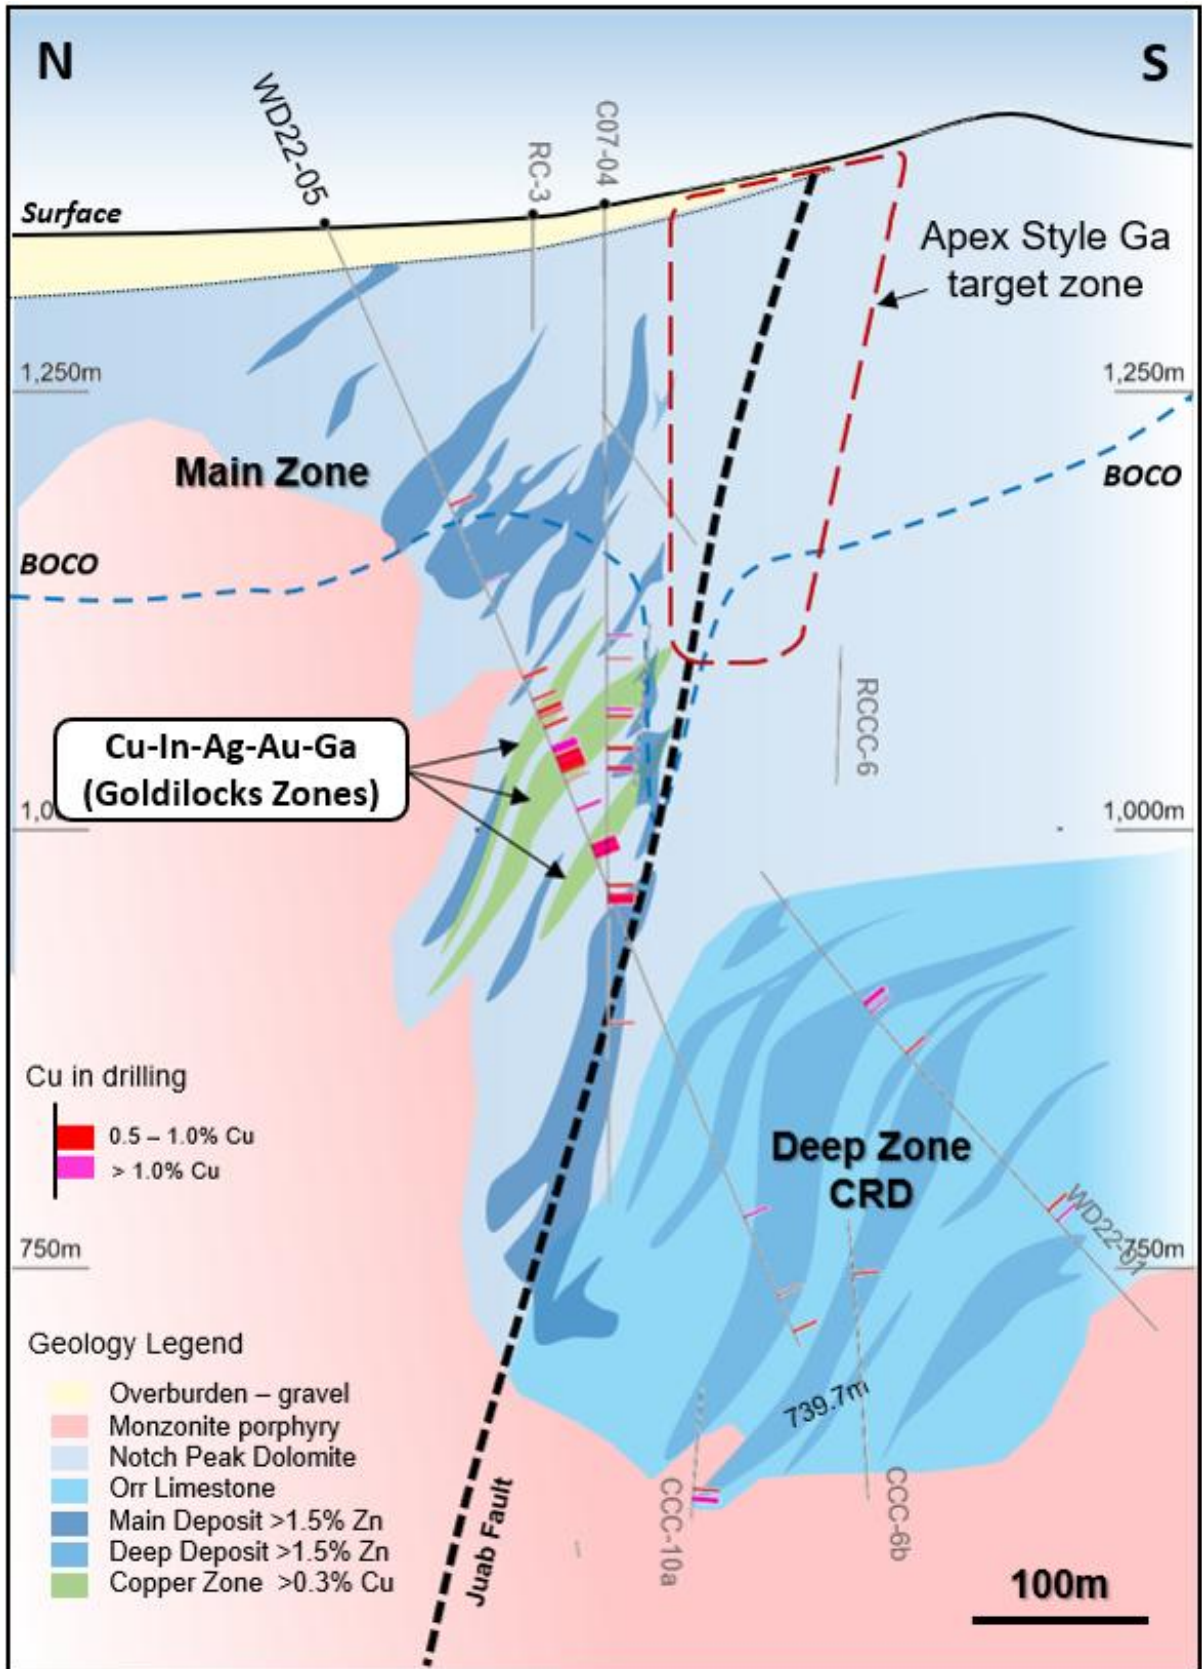 N
S
WD22-05
RC-3
C07-04
Surface
Apex Style Ga
target zone
1,250m
1,250m
Main Zone
BOCO
BOCO
RCCC-6
Cu-In-Ag-Au-Ga
(Goldilocks Zones)
1,000m
Cu in drilling
0.5 – 1.0% Cu
> 1.0% Cu
Deep Zone
CRD
WD22-01
750m
750m
739.7m
Geology Legend
Overburden – gravel
Monzonite porphyry
Notch Peak Dolomite
Orr Limestone
Main Deposit >1.5% Zn
Deep Deposit >1.5% Zn
Copper Zone >0.3% Cu
Juab Fault
CCC-10a
CCC-6b
100m